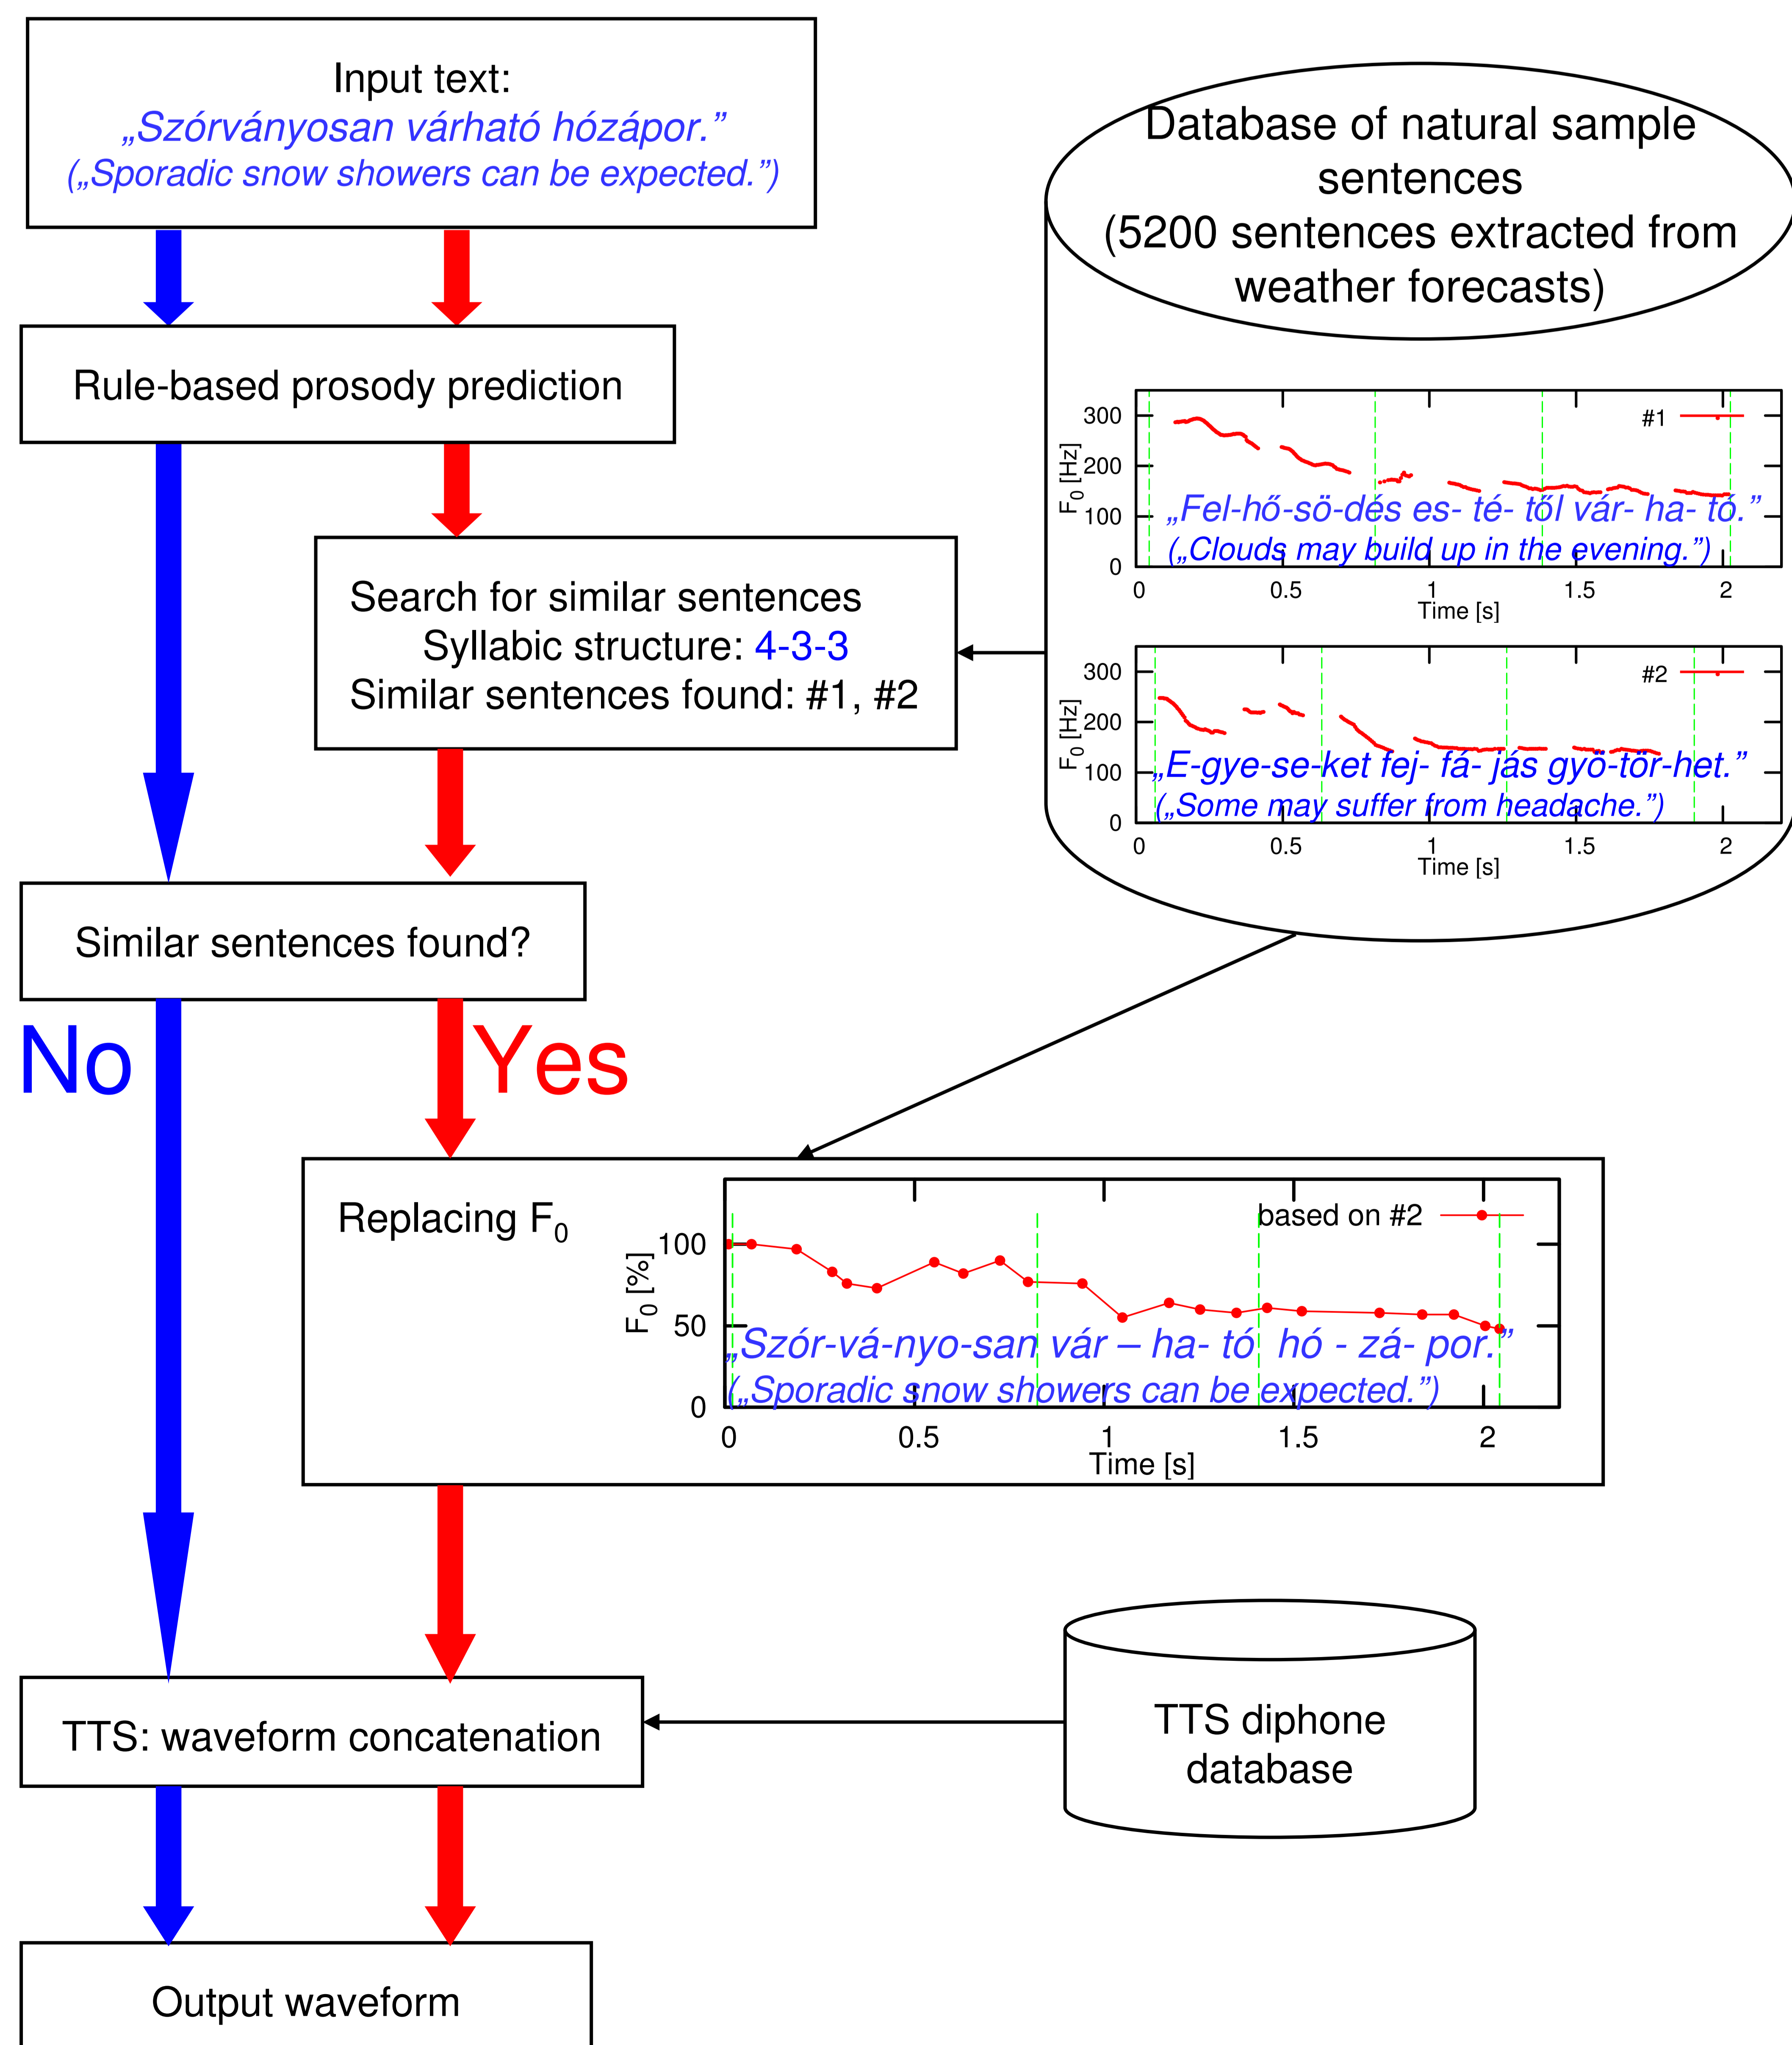 Input text:
„Szórványosan várható hózápor.”
(„Sporadic snow showers can be expected.”)
Rule-based prosody prediction
Search for similar sentences
Syllabic structure: 4-3-3
Similar sentences found: #1, #2
Database of natural sample
sentences
(5200 sentences extracted from
weather forecasts)
#1
F0 [Hz]
300
200
100
0
„Fel-hő-sö-dés es- té- től vár- ha- tó.”
(„Clouds may build up in the evening.”)
0 0.5 1 1.5 2
Time [s]
#2
F0 [Hz]
300
200
100
0
„E-gye-se-ket fej- fá- jás gyö-tör-het.”
(„Some may suffer from headache.”)
0 0.5 1 1.5 2
Time [s]
Similar sentences found?
No
Yes
Replacing F0
based on #2
F0 [%]
100
50
0
„Szór-vá-nyo-san vár – ha- tó hó - zá- por.”
(„Sporadic snow showers can be expected.”)
0 0.5 1 1.5 2
Time [s]
TTS: waveform concatenation
TTS diphone
database
Output waveform